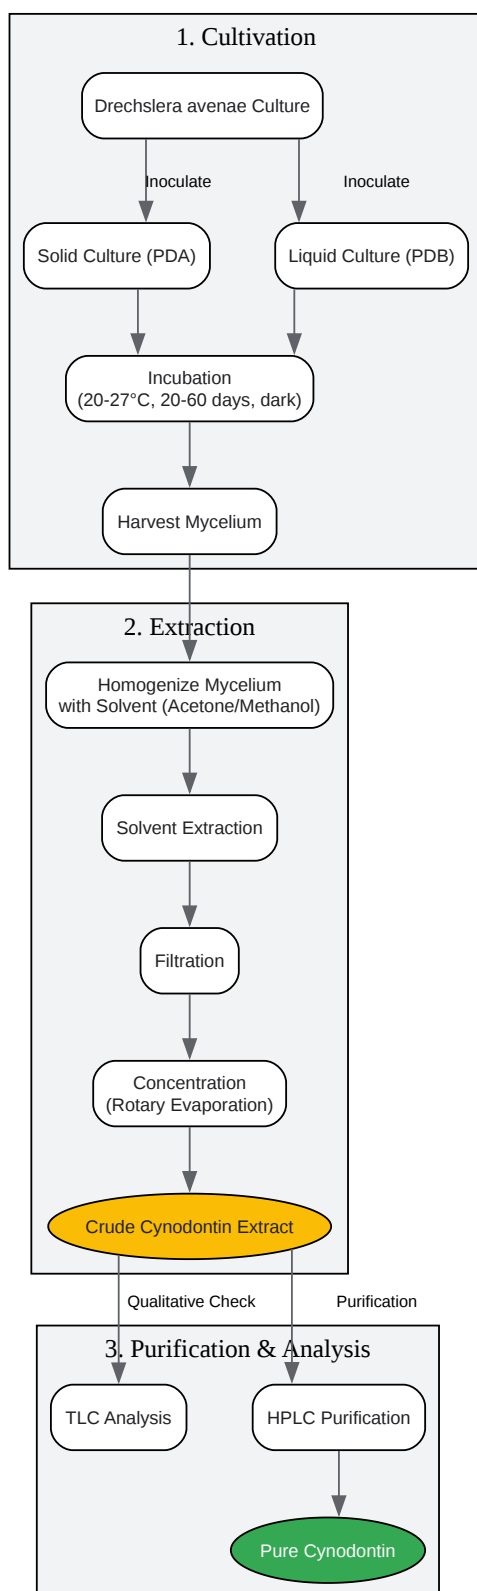 1. Cultivation
Drechslera avenae Culture
Inoculate
Inoculate
Solid Culture (PDA)
Liquid Culture (PDB)
Incubation
(20-27°C, 20-60 days, dark)
Harvest Mycelium
2. Extraction
Homogenize Mycelium
with Solvent (Acetone/Methanol)
Solvent Extraction
Filtration
Concentration
(Rotary Evaporation)
Crude Cynodontin Extract
Qualitative Check
Purification
3. Purification & Analysis
TLC Analysis
HPLC Purification
Pure Cynodontin